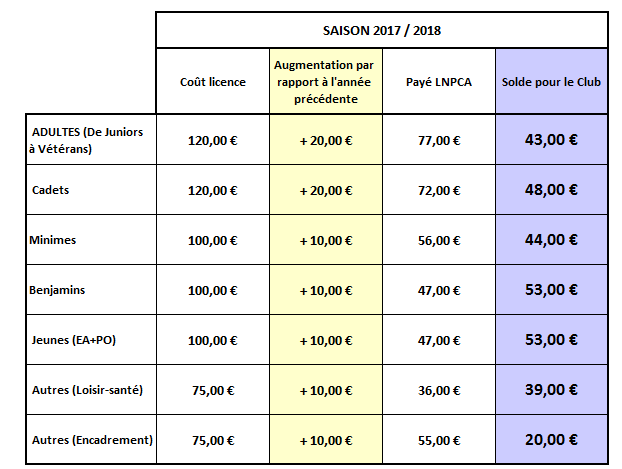 SAISON 2017 / 2018
Coût licence
Augmentation par
rapport à l'année
précédente
Payé LNPCA
Solde pour le Club
ADULTES (De Juniors
à Vétérans)
120,00 €
+ 20,00 €
77,00 €
43,00 €
Cadets
120,00 €
+ 20,00 €
72,00 €
48,00 €
Minimes
100,00 €
+ 10,00 €
56,00 €
44,00 €
Benjamins
100,00 €
+ 10,00 €
47,00 €
53,00 €
Jeunes (EA+PO)
100,00 €
+ 10,00 €
47,00 €
53,00 €
Autres (Loisir-santé)
75,00 €
+ 10,00 €
36,00 €
39,00 €
Autres (Encadrement)
75,00 €
+ 10,00 €
55,00 €
20,00 €